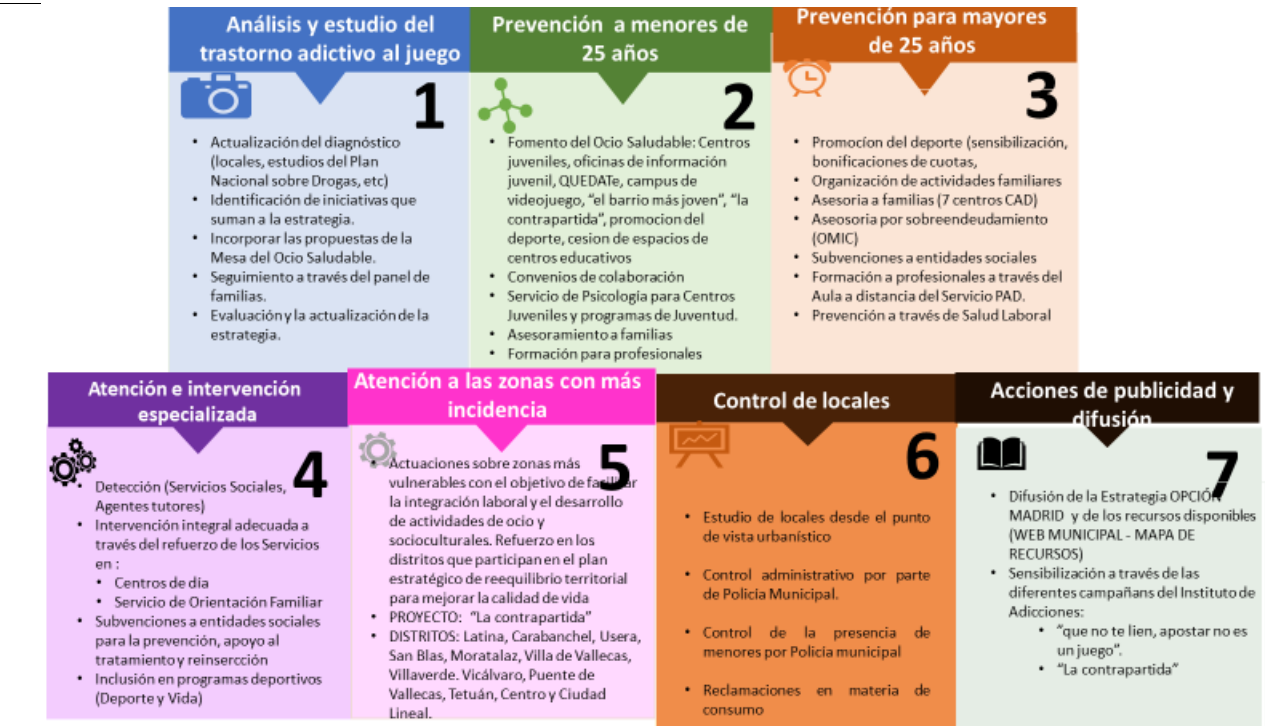 Análisis y estudio del
trastorno adictivo al juego
1
• Actualización del diagnóstico
(locales, estudios del Plan
Nacional sobre Drogas, etc)
• Identificación de iniciativas que
suman a la estrategia.
• Incorporar las propuestas de la
Mesa del Ocio Saludable.
• Seguimiento a través del panel de
familias.
• Evaluación y la actualización de la
estrategia.
Prevención a menores de
25 años
2
• Fomento del Ocio Saludable: Centros
juveniles, oficinas de información
juvenil, QUEDATe, campus de
videojuego, "el barrio más joven", "la
contrapartida", promocion del
deporte, cesion de espacios de
centros educativos
• Convenios de colaboración
• Servicio de Psicología para Centros
Juveniles y programas de Juventud.
• Asesoramiento a familias
• Formación para profesionales
Prevención para mayores
de 25 años
3
• Promocíon del deporte (sensibilización,
bonificaciones de cuotas,
• Organización de actividades familiares
• Asesoria a familias (7 centros CAD)
• Aseosoria por sobreendeudamiento
(OMIC)
• Subvenciones a entidades sociales
• Formación a profesionales a través del
Aula a distancia del Servicio PAD.
• Prevención a través de Salud Laboral
Atención e intervención
especializada
4
• Detección (Servicios Sociales,
Agentes tutores)
• Intervención integral adecuada a
través del refuerzo de los Servicios
en :
• Centros de día
• Servicio de Orientación Familiar
• Subvenciones a entidades sociales
para la prevención, apoyo al
tratamiento y reinsercción
• Inclusión en programas deportivos
(Deporte y Vida)
Atención a las zonas con más
incidencia
5
• Actuaciones sobre zonas más
vulnerables con el objetivo de facilitar
la integración laboral y el desarrollo
de actividades de ocio y
socioculturales. Refuerzo en los
distritos que participan en el plan
estratégico de reequilibrio territorial
para mejorar la calidad de vida
• PROYECTO: "La contrapartida"
• DISTRITOS: Latina, Carabanchel, Usera,
San Blas, Moratalaz, Villa de Vallecas,
Villaverde. Vicálvaro, Puente de
Vallecas, Tetuán, Centro y Ciudad
Lineal.
Control de locales
6
• Estudio de locales desde el punto
de vista urbanístico
• Control administrativo por parte
de Policía Municipal.
• Control de la presencia de
menores por Policía municipal
• Reclamaciones en materia de
consumo
Acciones de publicidad y
difusión
7
• Difusión de la Estrategia OPCIÓN
MADRID y de los recursos disponibles
(WEB MUNICIPAL - MAPA DE
RECURSOS)
• Sensibilización a través de las
diferentes campañans del Instituto de
Adicciones:
• "que no te lien, apostar no es
un juego".
• "La contrapartida"